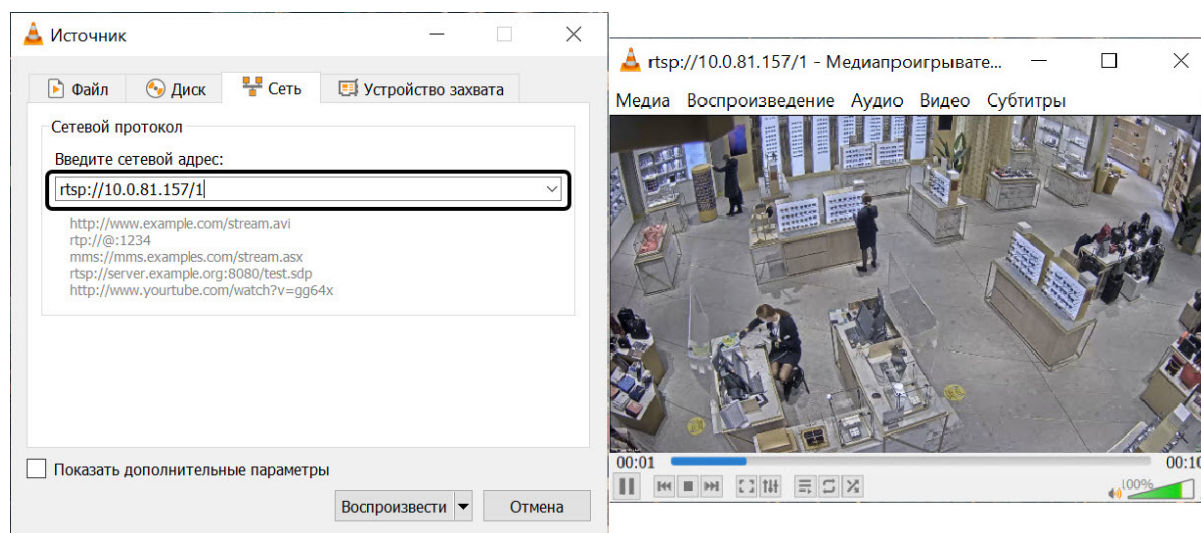 Источник
Файл
Диск
Сеть
Устройство захвата
Сетевой протокол
Введите сетевой адрес:
rtsp://10.0.81.157/1
http://www.example.com/stream.avi
rtp://@:1234
mms://mms.examples.com/stream.asx
rtsp://server.example.org:8080/test.sdp
http://www.yourtube.com/watch?v=gg64x
Показать дополнительные параметры
Воспроизвести
Отмена
rtsp://10.0.81.157/1 - Медиапроигрывате...
Медиа Воспроизведение Аудио Видео Субтитры
00:01
00:10
100%